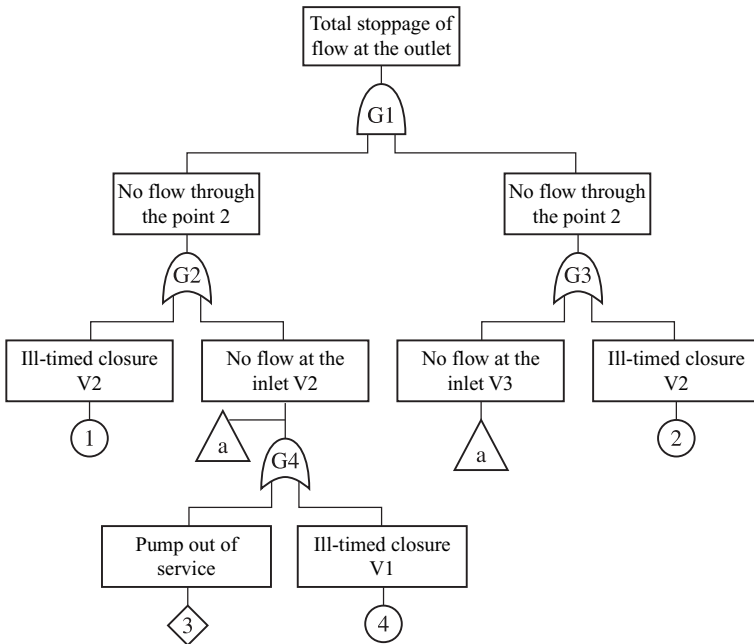 Total stoppage of
flow at the outlet
G1
No flow through
the point 2
No flow through
the point 2
G2
G3
Ill-timed closure
V2
No flow at the
inlet V2
No flow at the
inlet V3
Ill-timed closure
V2
1
a
G4
a
2
Pump out of
service
Ill-timed closure
V1
3
4